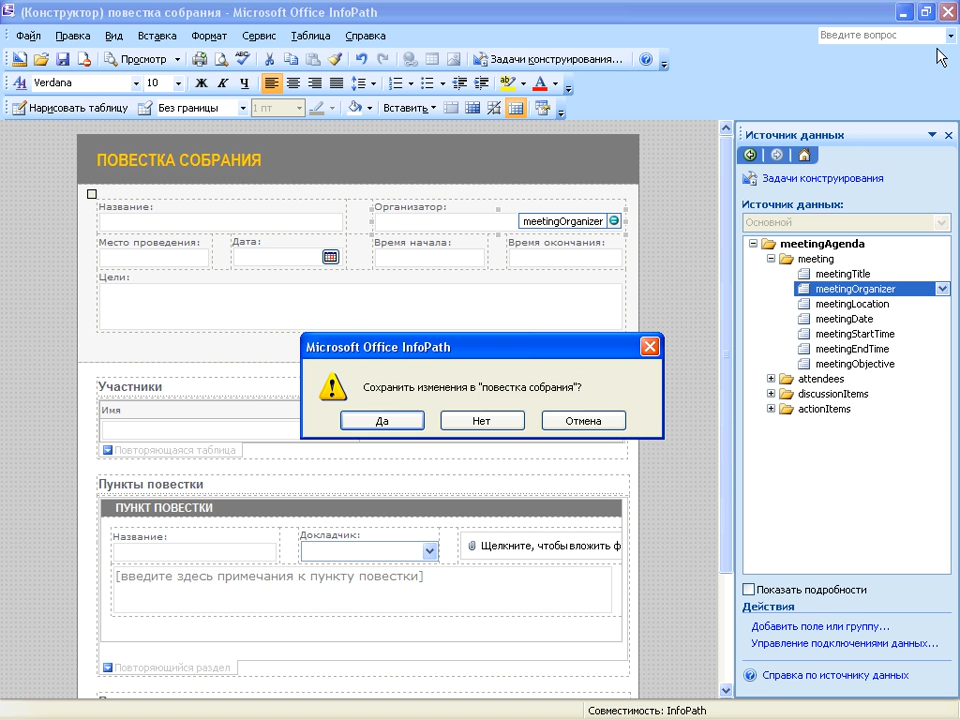 (Конструктор) повестка собрания - Microsoft Office InfoPath
Файл Правка Вид Вставка Формат Сервис Таблица Справка
Введите вопрос
Просмотр
Задачи конструирования...
Verdana 10 Ж К Ч
Нарисовать таблицу Без границы 1 пт Вставить
ПОВЕСТКА СОБРАНИЯ
Название: Организатор:
meetingOrganizer
Место проведения: Дата: Время начала: Время окончания:
Цели:
Участники
Имя
Повторяющаяся таблица
Пункты повестки
ПУНКТ ПОВЕСТКИ
Название: Докладчик:
Щелкните, чтобы вложить ф
[введите здесь примечания к пункту повестки]
Повторяющийся раздел
Microsoft Office InfoPath
Сохранить изменения в "повестка собрания"?
Да Нет Отмена
Источник данных
Задачи конструирования
Источник данных:
Основной
meetingAgenda
meeting
meetingTitle
meetingOrganizer
meetingLocation
meetingDate
meetingStartTime
meetingEndTime
meetingObjective
attendees
discussionItems
actionItems
Показать подробности
Действия
Добавить поле или группу...
Управление подключениями данных...
Справка по источнику данных
Совместимость: InfoPath